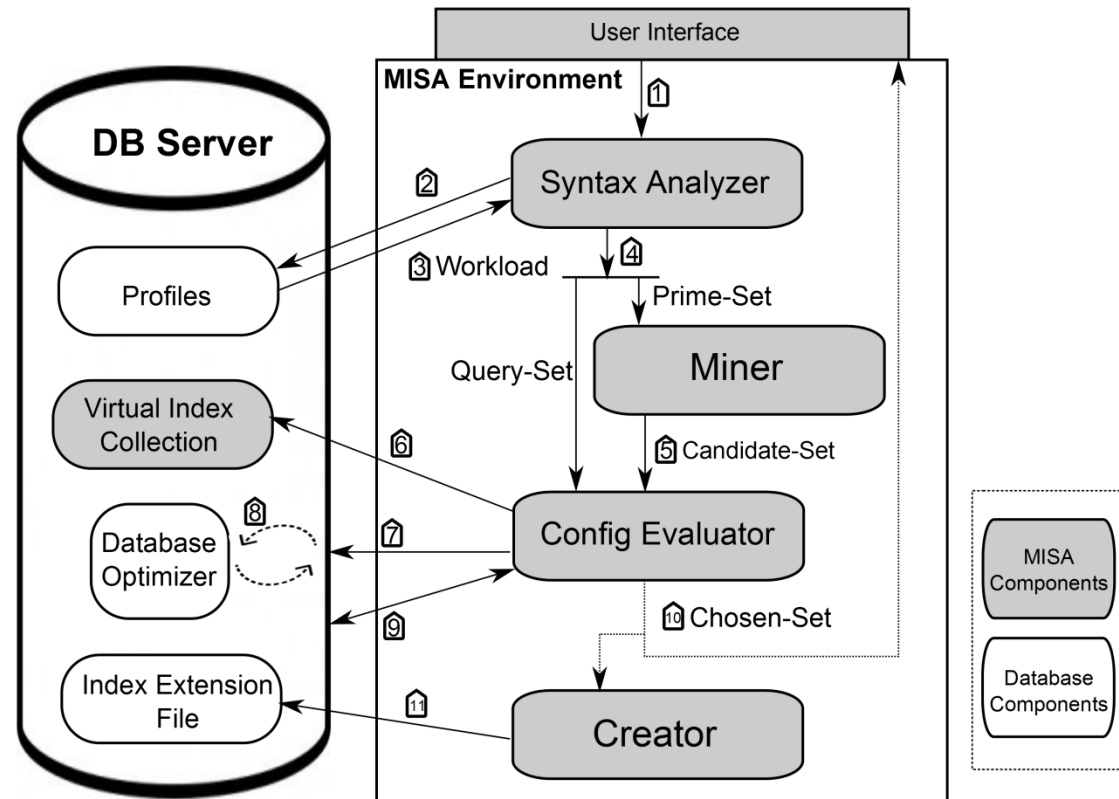 User Interface
MISA Environment
DB Server
1
Syntax Analyzer
2
3 Workload
4
Profiles
Prime-Set
Query-Set
Miner
Virtual Index
Collection
5 Candidate-Set
6
Database
Optimizer
8
7
Config Evaluator
9
10 Chosen-Set
Index Extension
File
11
Creator
MISA
Components
Database
Components